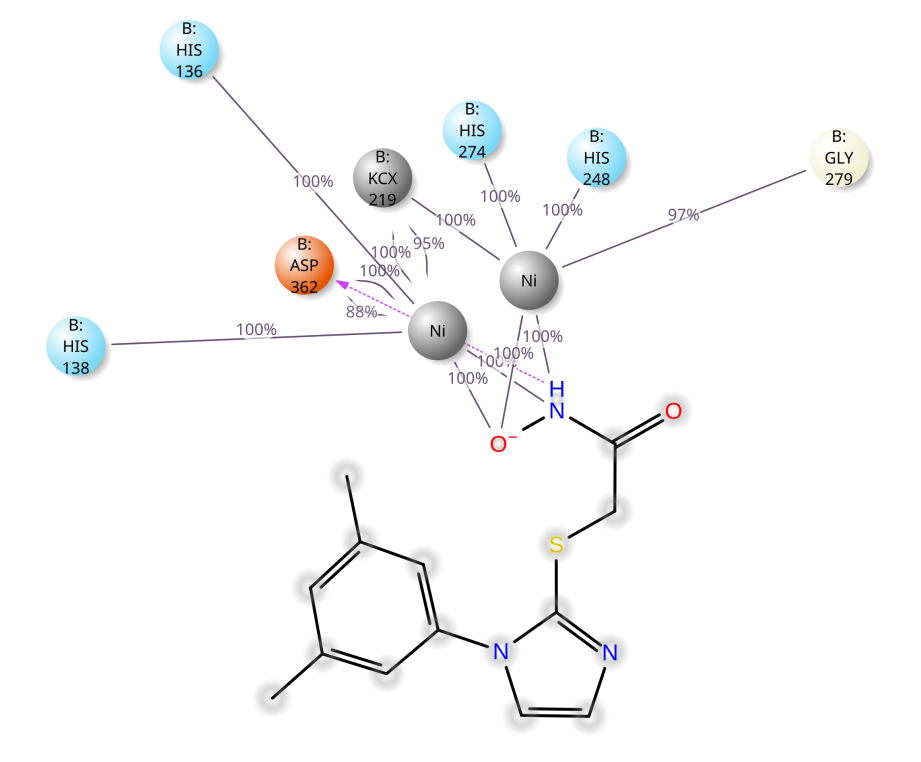 B:
HIS
136
B:
HIS
274
B:
HIS
248
B:
GLY
279
B:
KCX
219
100%
100%
100%
100%
97%
100%
95%
B:
ASP
362
100%
88%
Ni
Ni
B:
HIS
138
100%
100%
100%
100%
100%
H
N
O
O⁻
S
N
N